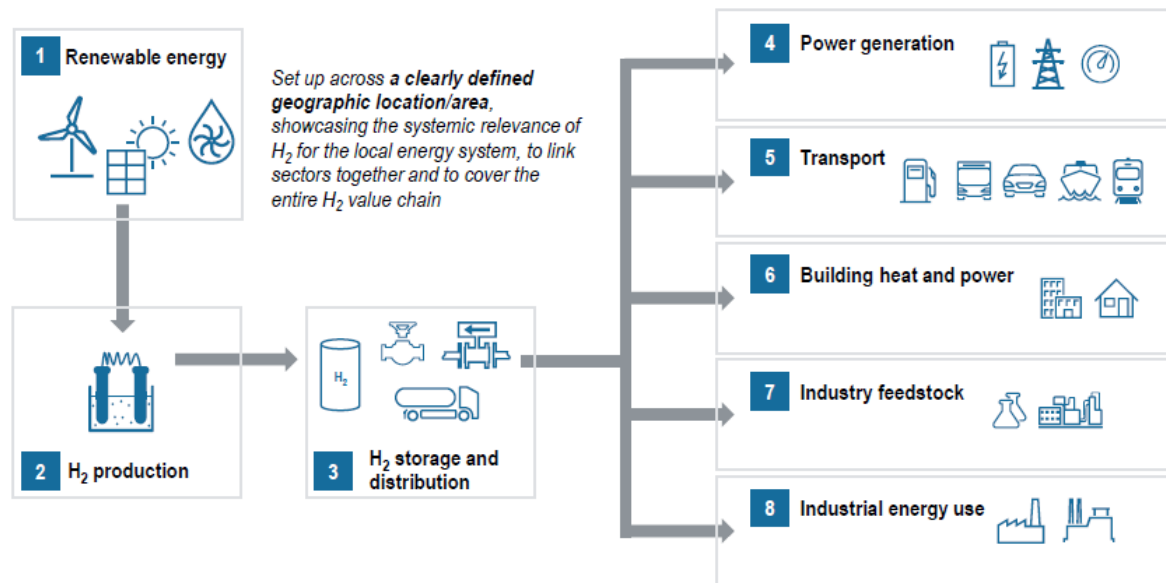 1 Renewable energy
Set up across a clearly defined
geographic location/area,
showcasing the systemic relevance of
H₂ for the local energy system, to link
sectors together and to cover the
entire H₂ value chain
2 H₂ production
H₂
3 H₂ storage and
distribution
4 Power generation
5 Transport
6 Building heat and power
7 Industry feedstock
8 Industrial energy use